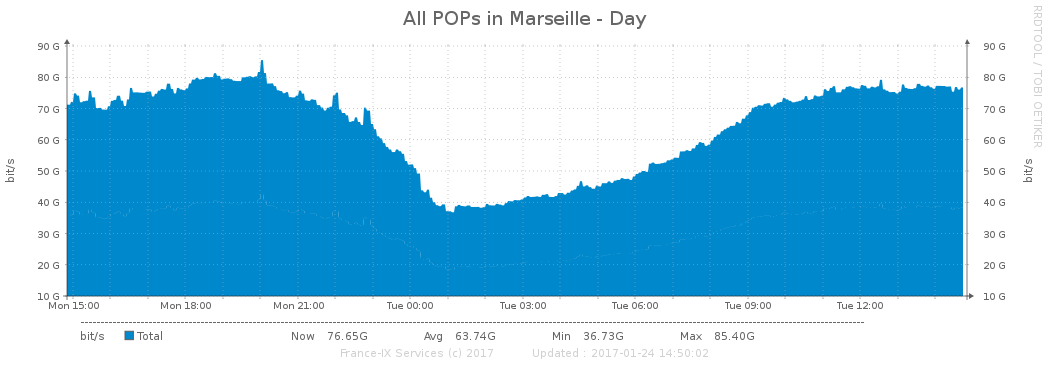 All POPs in Marseille - Day
RRDTOOL / TOBI OETIKER
bit/s
90 G
80 G
70 G
60 G
50 G
40 G
30 G
20 G
10 G
90 G
80 G
70 G
60 G
50 G
40 G
30 G
20 G
10 G
bit/s
Mon 15:00 Mon 18:00 Mon 21:00 Tue 00:00 Tue 03:00 Tue 06:00 Tue 09:00 Tue 12:00
bit/s Total Now 76.65G Avg 63.74G Min 36.73G Max 85.40G
France-IX Services (c) 2017 Updated : 2017-01-24 14:50:02